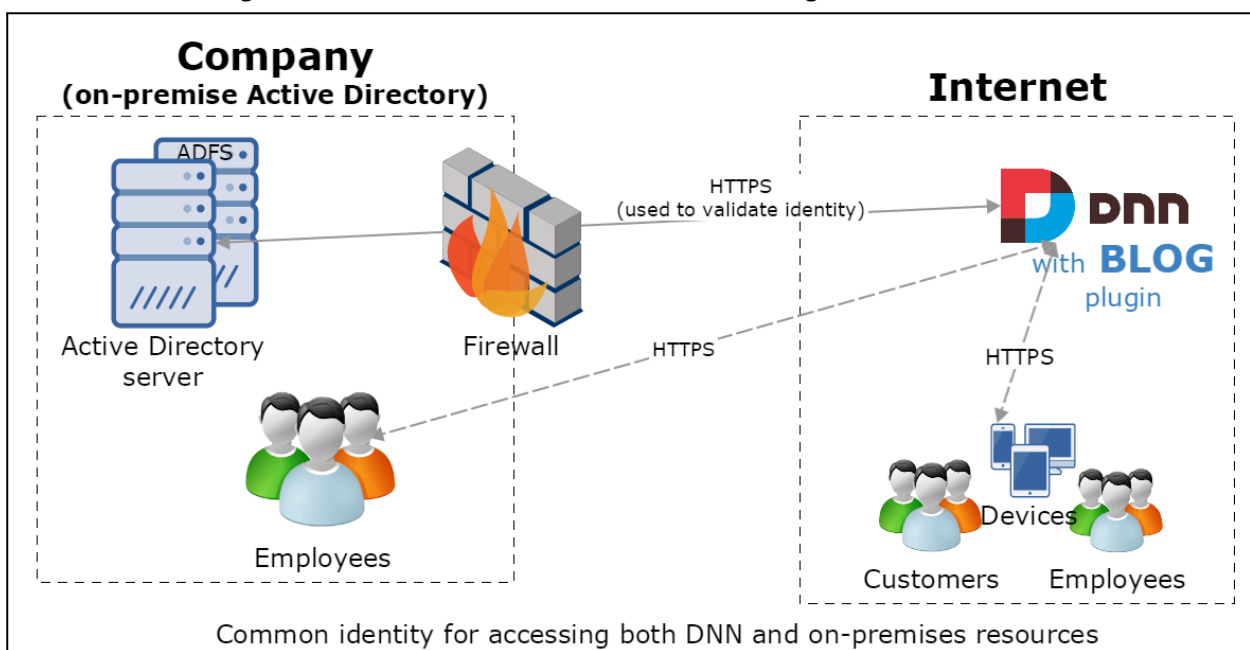 Company
(on-premise Active Directory)
Internet
ADFS
HTTPS
(used to validate identity)
DNN
with BLOG
plugin
Active Directory
server
Firewall
HTTPS
HTTPS
Devices
Employees
Customers
Employees
Common identity for accessing both DNN and on-premises resources